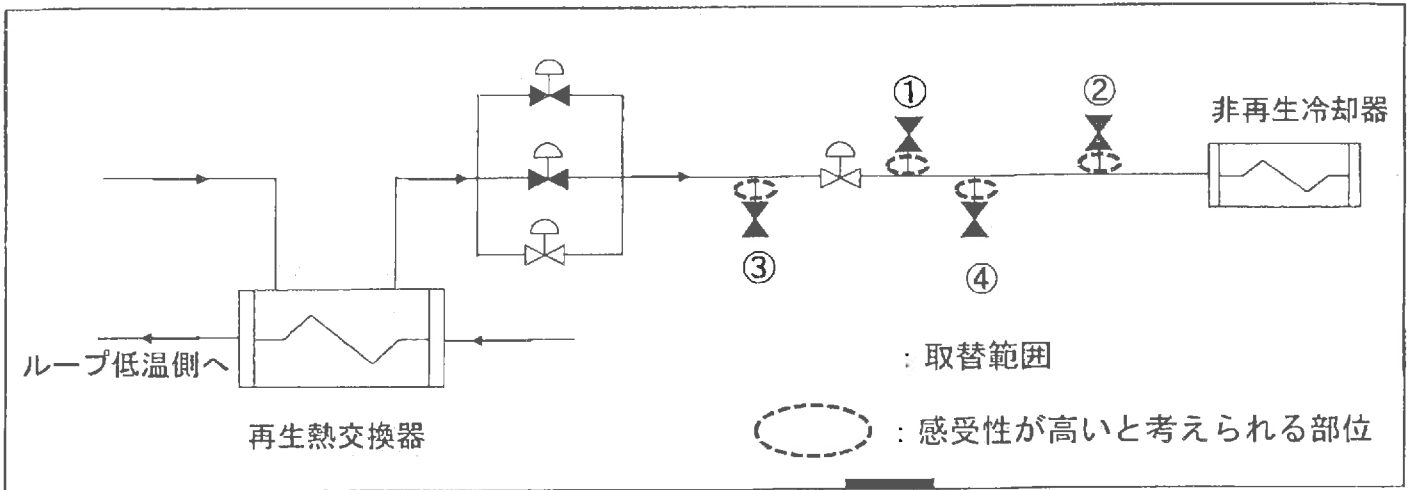 ① ②
非再生冷却器
③ ④
ループ低温側へ
：取替範囲
再生熱交換器
：感受性が高いと考えられる部位